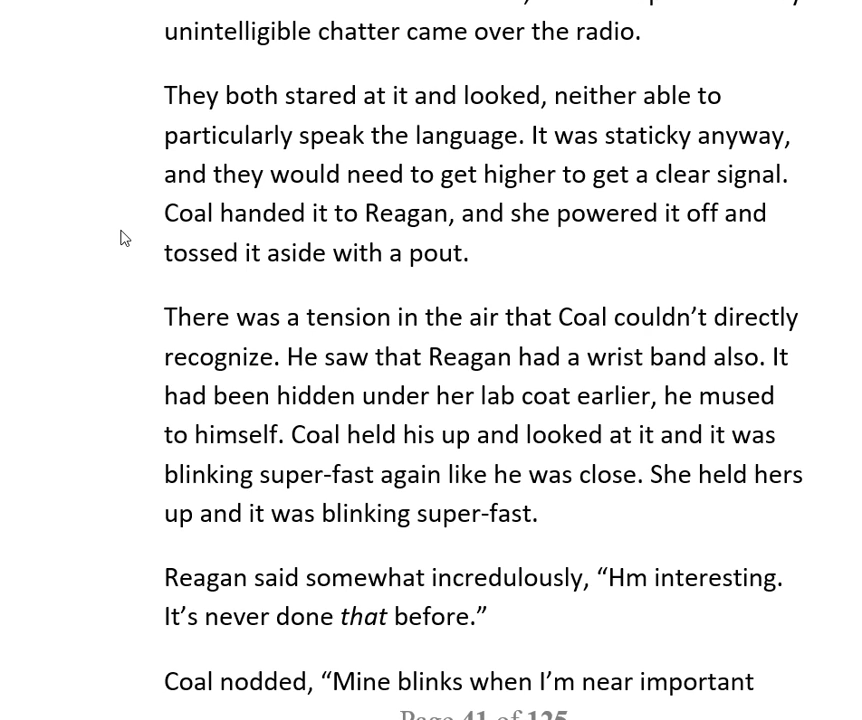 unintelligible chatter came over the radio.
They both stared at it and looked, neither able to
particularly speak the language. It was staticky anyway,
and they would need to get higher to get a clear signal.
Coal handed it to Reagan, and she powered it off and
tossed it aside with a pout.
There was a tension in the air that Coal couldn’t directly
recognize. He saw that Reagan had a wrist band also. It
had been hidden under her lab coat earlier, he mused
to himself. Coal held his up and looked at it and it was
blinking super-fast again like he was close. She held hers
up and it was blinking super-fast.
Reagan said somewhat incredulously, “Hm interesting.
It’s never done that before.”
Coal nodded, “Mine blinks when I’m near important
Page 41 of 125